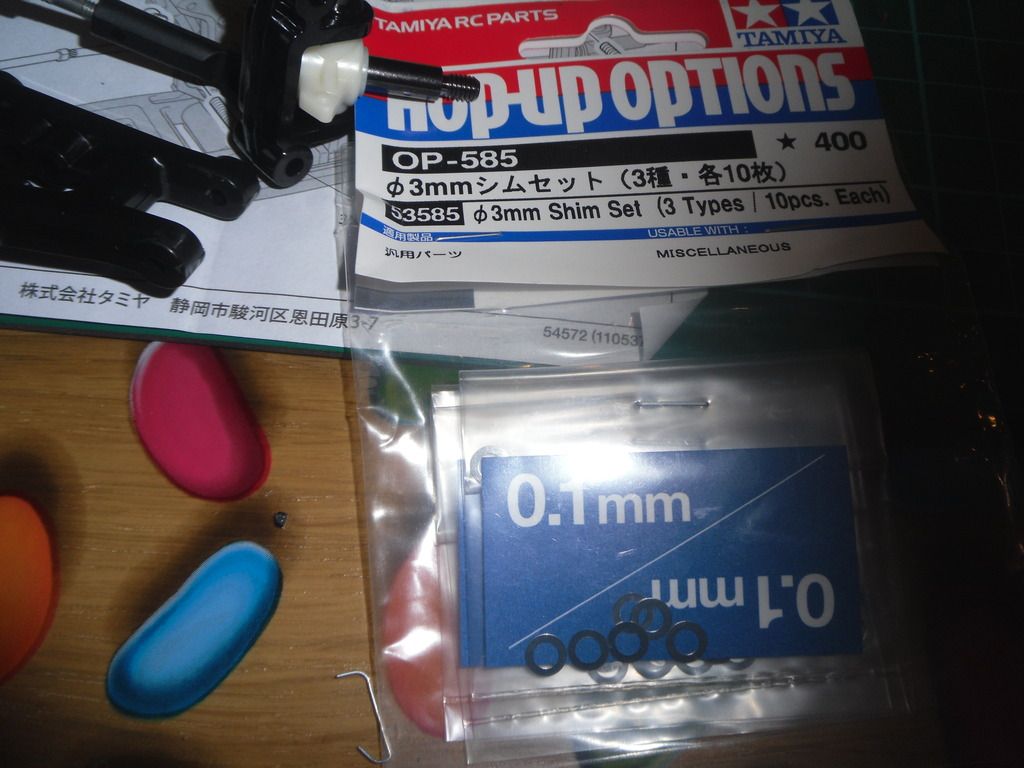 TAMIYA RC PARTS
TAMIYA
HOP-UP OPTIONS
OP-585
★ 400
φ3mmシムセット (3種・各10枚)
53585 φ3mm Shim Set (3 Types / 10pcs. Each)
適用製品
USABLE WITH :
汎用パーツ
MISCELLANEOUS
株式会社タミヤ 静岡市駿河区恩田原3-7
54572 (110537
0.1mm
0.1mm